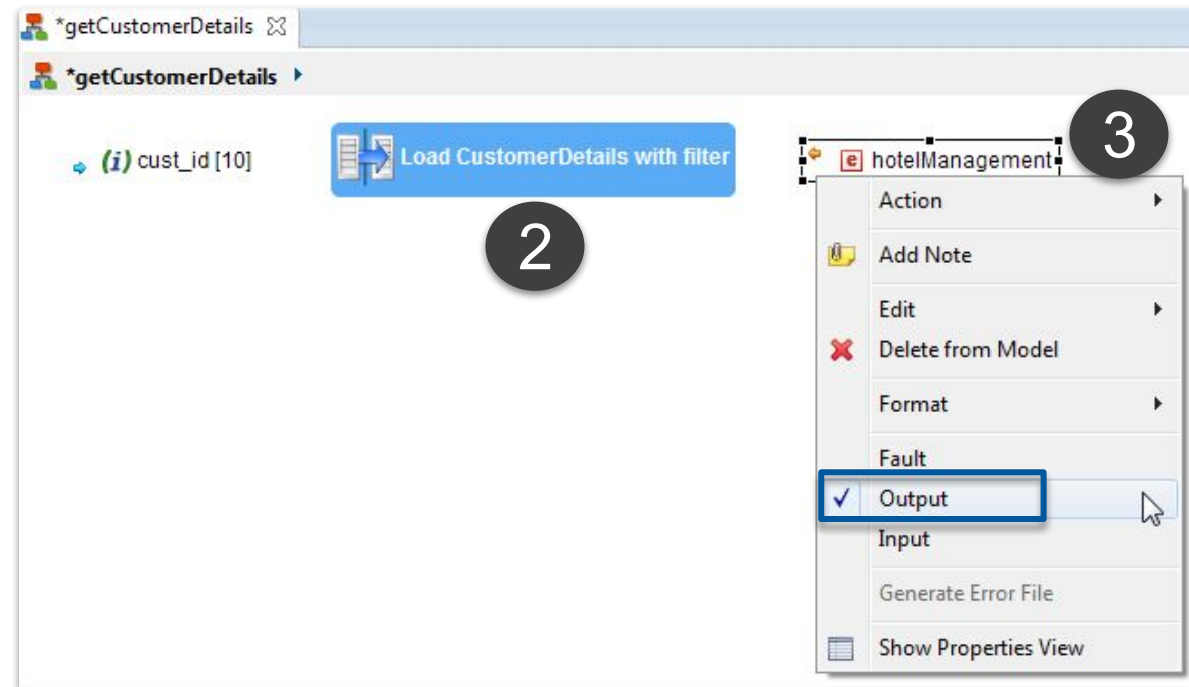 *getCustomerDetails
*getCustomerDetails
(i) cust_id [10]
Load CustomerDetails with filter
e hotelManagement
3
2
Action
Add Note
Edit
Delete from Model
Format
Fault
Output
Input
Generate Error File
Show Properties View